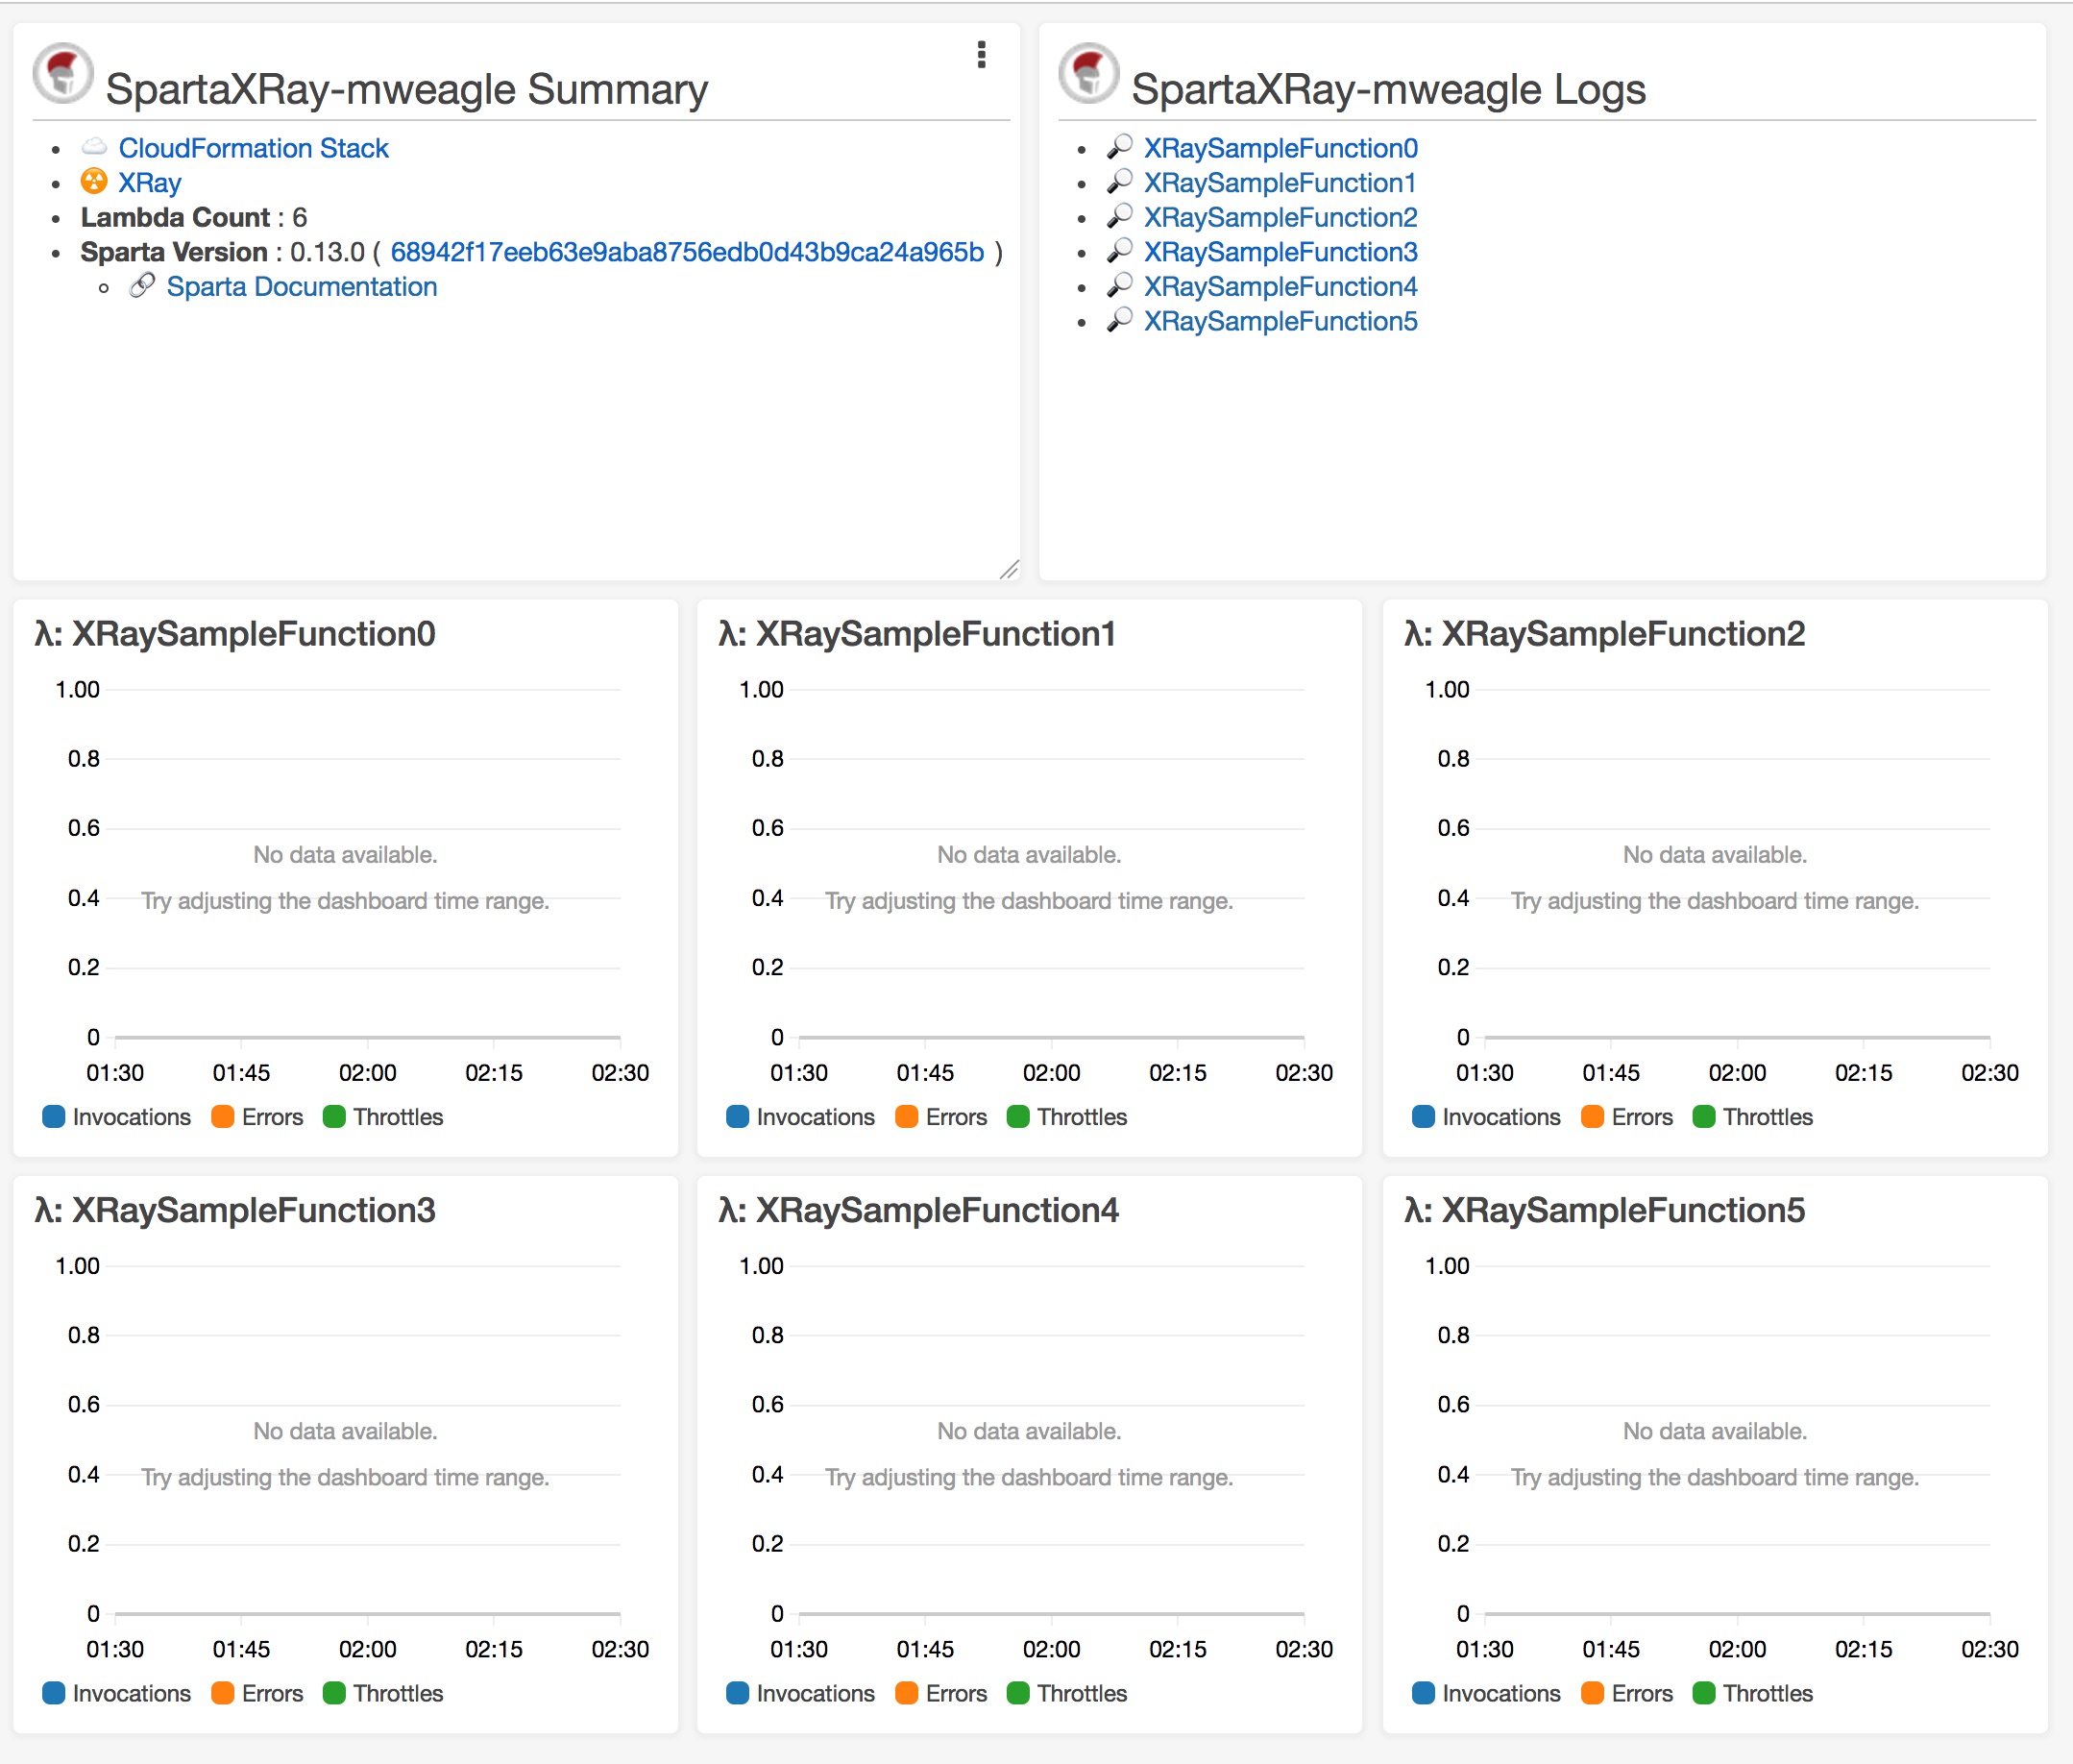 SpartaXRay-mweagle Summary
CloudFormation Stack
XRay
Lambda Count : 6
Sparta Version : 0.13.0 ( 68942f17eeb63e9aba8756edb0d43b9ca24a965b )
Sparta Documentation
SpartaXRay-mweagle Logs
XRaySampleFunction0
XRaySampleFunction1
XRaySampleFunction2
XRaySampleFunction3
XRaySampleFunction4
XRaySampleFunction5
λ: XRaySampleFunction0
1.00
0.8
0.6
No data available.
0.4
Try adjusting the dashboard time range.
0.2
0
01:30 01:45 02:00 02:15 02:30
Invocations Errors Throttles
λ: XRaySampleFunction1
1.00
0.8
0.6
No data available.
0.4
Try adjusting the dashboard time range.
0.2
0
01:30 01:45 02:00 02:15 02:30
Invocations Errors Throttles
λ: XRaySampleFunction2
1.00
0.8
0.6
No data available.
0.4
Try adjusting the dashboard time range.
0.2
0
01:30 01:45 02:00 02:15 02:30
Invocations Errors Throttles
λ: XRaySampleFunction3
1.00
0.8
0.6
No data available.
0.4
Try adjusting the dashboard time range.
0.2
0
01:30 01:45 02:00 02:15 02:30
Invocations Errors Throttles
λ: XRaySampleFunction4
1.00
0.8
0.6
No data available.
0.4
Try adjusting the dashboard time range.
0.2
0
01:30 01:45 02:00 02:15 02:30
Invocations Errors Throttles
λ: XRaySampleFunction5
1.00
0.8
0.6
No data available.
0.4
Try adjusting the dashboard time range.
0.2
0
01:30 01:45 02:00 02:15 02:30
Invocations Errors Throttles